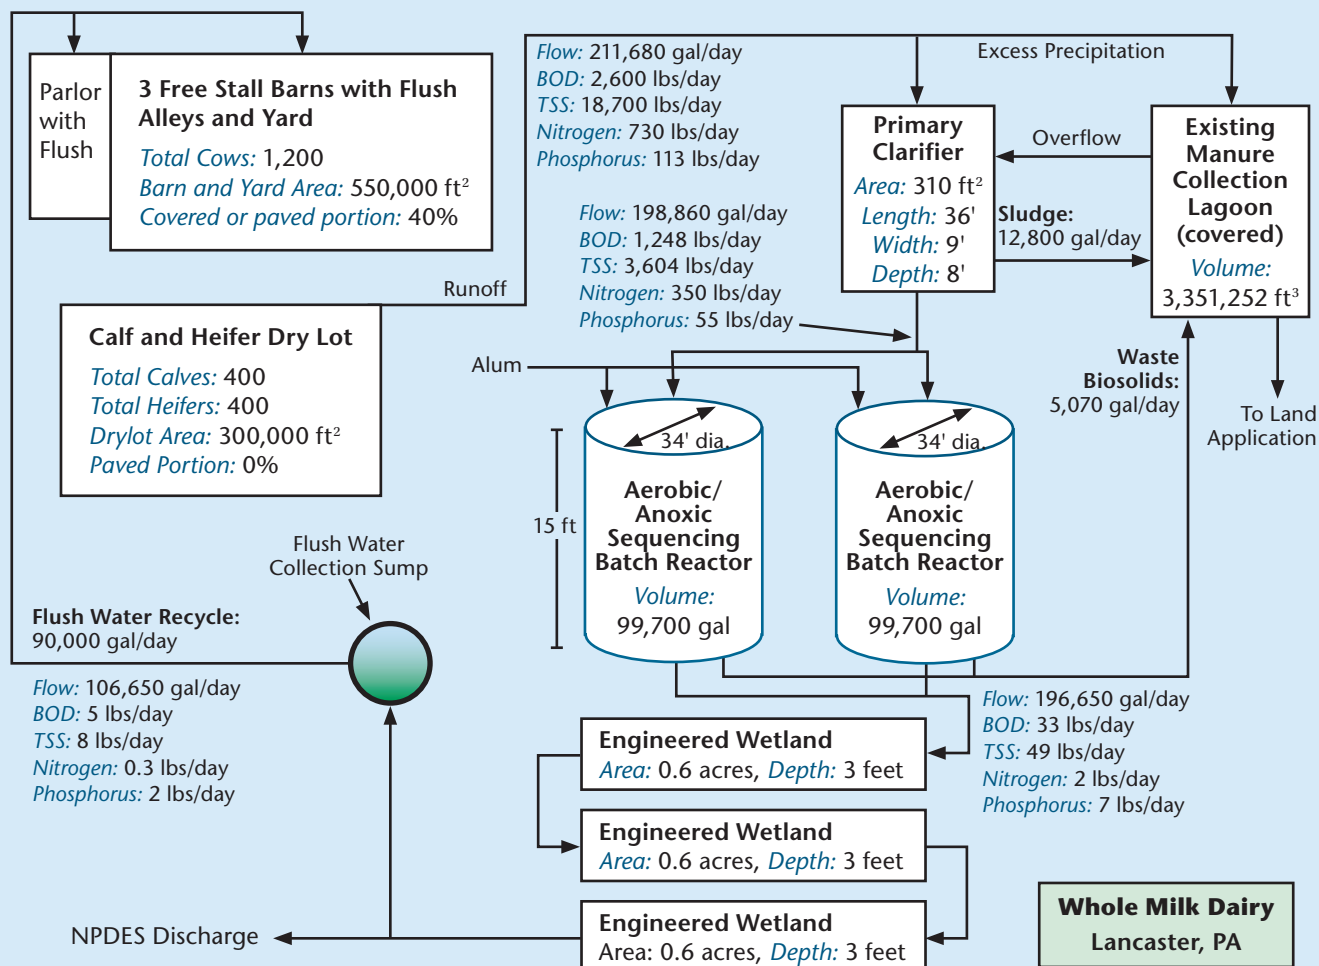 Parlor
with
Flush
3 Free Stall Barns with Flush
Alleys and Yard
Total Cows: 1,200
Barn and Yard Area: 550,000 ft²
Covered or paved portion: 40%
Flow: 211,680 gal/day
BOD: 2,600 lbs/day
TSS: 18,700 lbs/day
Nitrogen: 730 lbs/day
Phosphorus: 113 lbs/day
Excess Precipitation
Primary
Clarifier
Area: 310 ft²
Length: 36'
Width: 9'
Depth: 8'
Overflow
Sludge:
12,800 gal/day
Existing
Manure
Collection
Lagoon
(covered)
Volume:
3,351,252 ft³
Flow: 198,860 gal/day
BOD: 1,248 lbs/day
TSS: 3,604 lbs/day
Nitrogen: 350 lbs/day
Phosphorus: 55 lbs/day
Runoff
Calf and Heifer Dry Lot
Total Calves: 400
Total Heifers: 400
Drylot Area: 300,000 ft²
Paved Portion: 0%
Alum
Waste
Biosolids:
5,070 gal/day
To Land
Application
34' dia.
Aerobic/
Anoxic
Sequencing
Batch Reactor
Volume:
99,700 gal
34' dia.
Aerobic/
Anoxic
Sequencing
Batch Reactor
Volume:
99,700 gal
15 ft
Flush Water
Collection Sump
Flush Water Recycle:
90,000 gal/day
Flow: 106,650 gal/day
BOD: 5 lbs/day
TSS: 8 lbs/day
Nitrogen: 0.3 lbs/day
Phosphorus: 2 lbs/day
Flow: 196,650 gal/day
BOD: 33 lbs/day
TSS: 49 lbs/day
Nitrogen: 2 lbs/day
Phosphorus: 7 lbs/day
Engineered Wetland
Area: 0.6 acres, Depth: 3 feet
Engineered Wetland
Area: 0.6 acres, Depth: 3 feet
Engineered Wetland
Area: 0.6 acres, Depth: 3 feet
NPDES Discharge
Whole Milk Dairy
Lancaster, PA